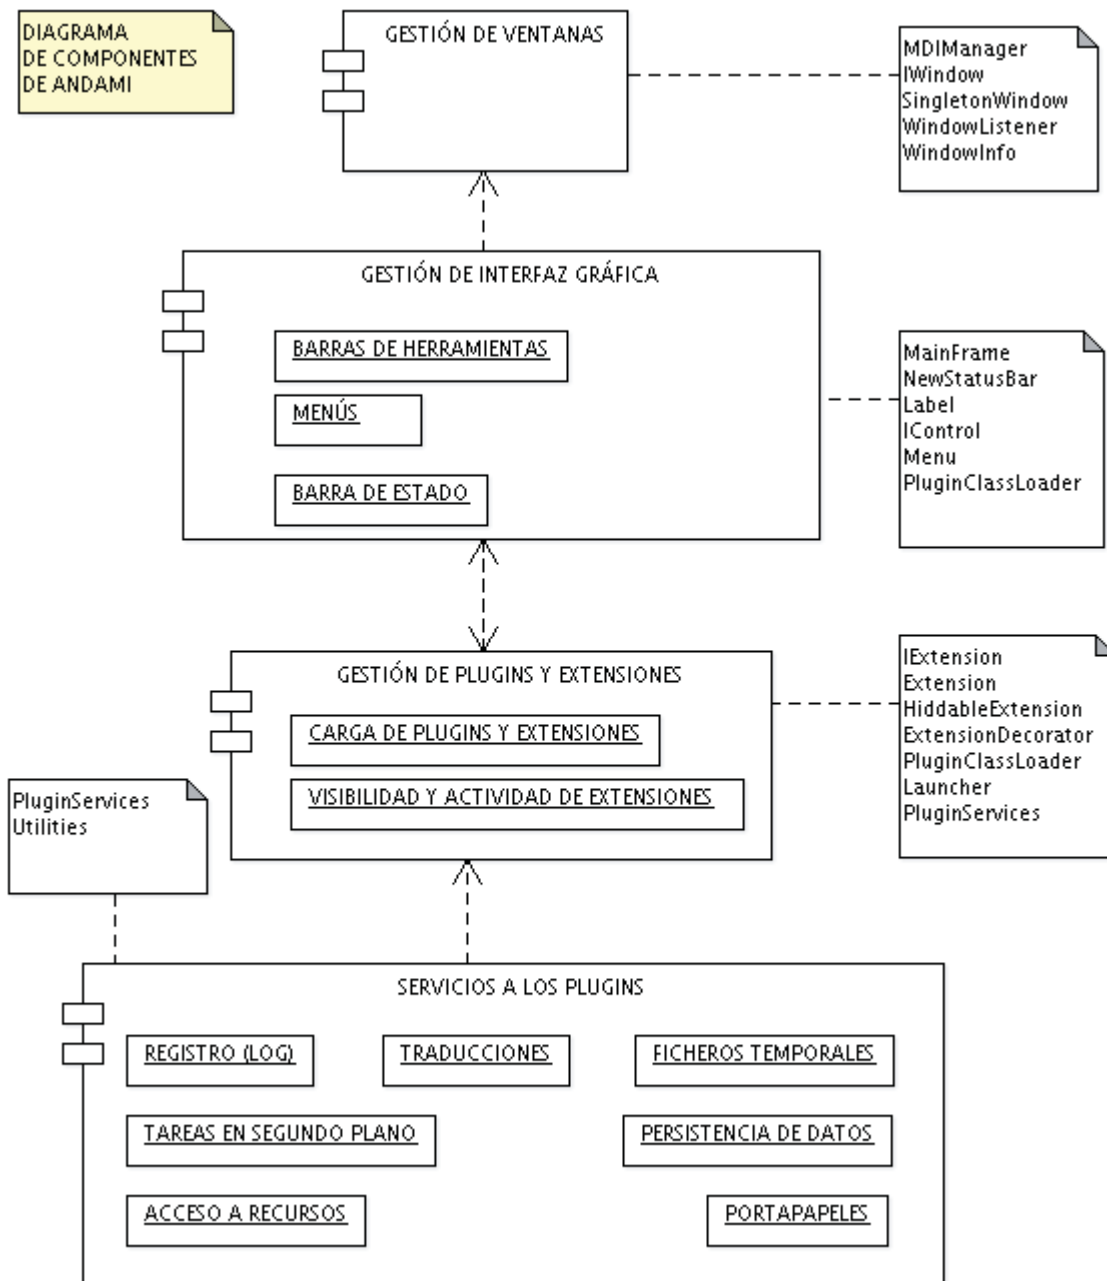 DIAGRAMA
DE COMPONENTES
DE ANDAMI
GESTIÓN DE VENTANAS
MDIManager
IWindow
SingletonWindow
WindowListener
WindowInfo
GESTIÓN DE INTERFAZ GRÁFICA
BARRAS DE HERRAMIENTAS
MENÚS
BARRA DE ESTADO
MainFrame
NewStatusBar
Label
IControl
Menu
PluginClassLoader
GESTIÓN DE PLUGINS Y EXTENSIONES
CARGA DE PLUGINS Y EXTENSIONES
VISIBILIDAD Y ACTIVIDAD DE EXTENSIONES
IExtension
Extension
HiddableExtension
ExtensionDecorator
PluginClassLoader
Launcher
PluginServices
PluginServices
Utilities
SERVICIOS A LOS PLUGINS
REGISTRO (LOG)
TRADUCCIONES
FICHEROS TEMPORALES
TAREAS EN SEGUNDO PLANO
PERSISTENCIA DE DATOS
ACCESO A RECURSOS
PORTAPAPELES